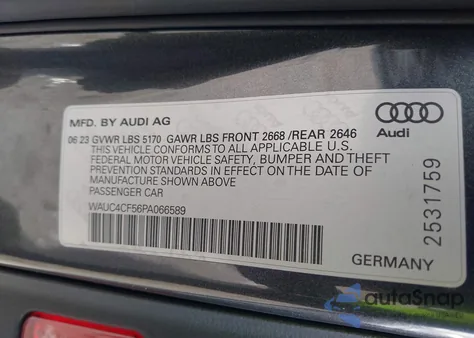 MFD. BY AUDI AG
06 23 GVWR LBS 5170 GAWR LBS FRONT 2668 /REAR 2646
THIS VEHICLE CONFORMS TO ALL APPLICABLE U.S.
FEDERAL MOTOR VEHICLE SAFETY, BUMPER AND THEFT
PREVENTION STANDARDS IN EFFECT ON THE DATE OF
MANUFACTURE SHOWN ABOVE
PASSENGER CAR
WAUC4CF56PA066589
GERMANY
Audi
2531759
autoSnap